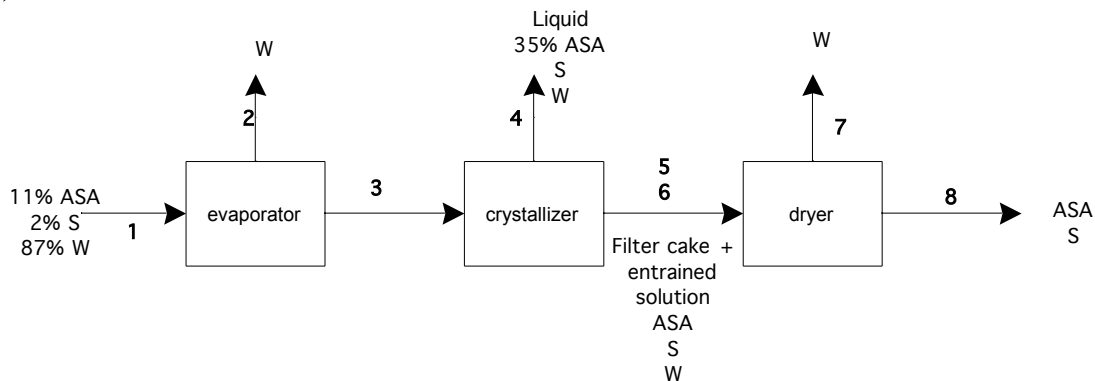 W
2
Liquid
35% ASA
S
W
4
W
7
11% ASA
2% S
87% W
1
evaporator
3
crystallizer
5
6
Filter cake +
entrained
solution
ASA
S
W
dryer
8
ASA
S